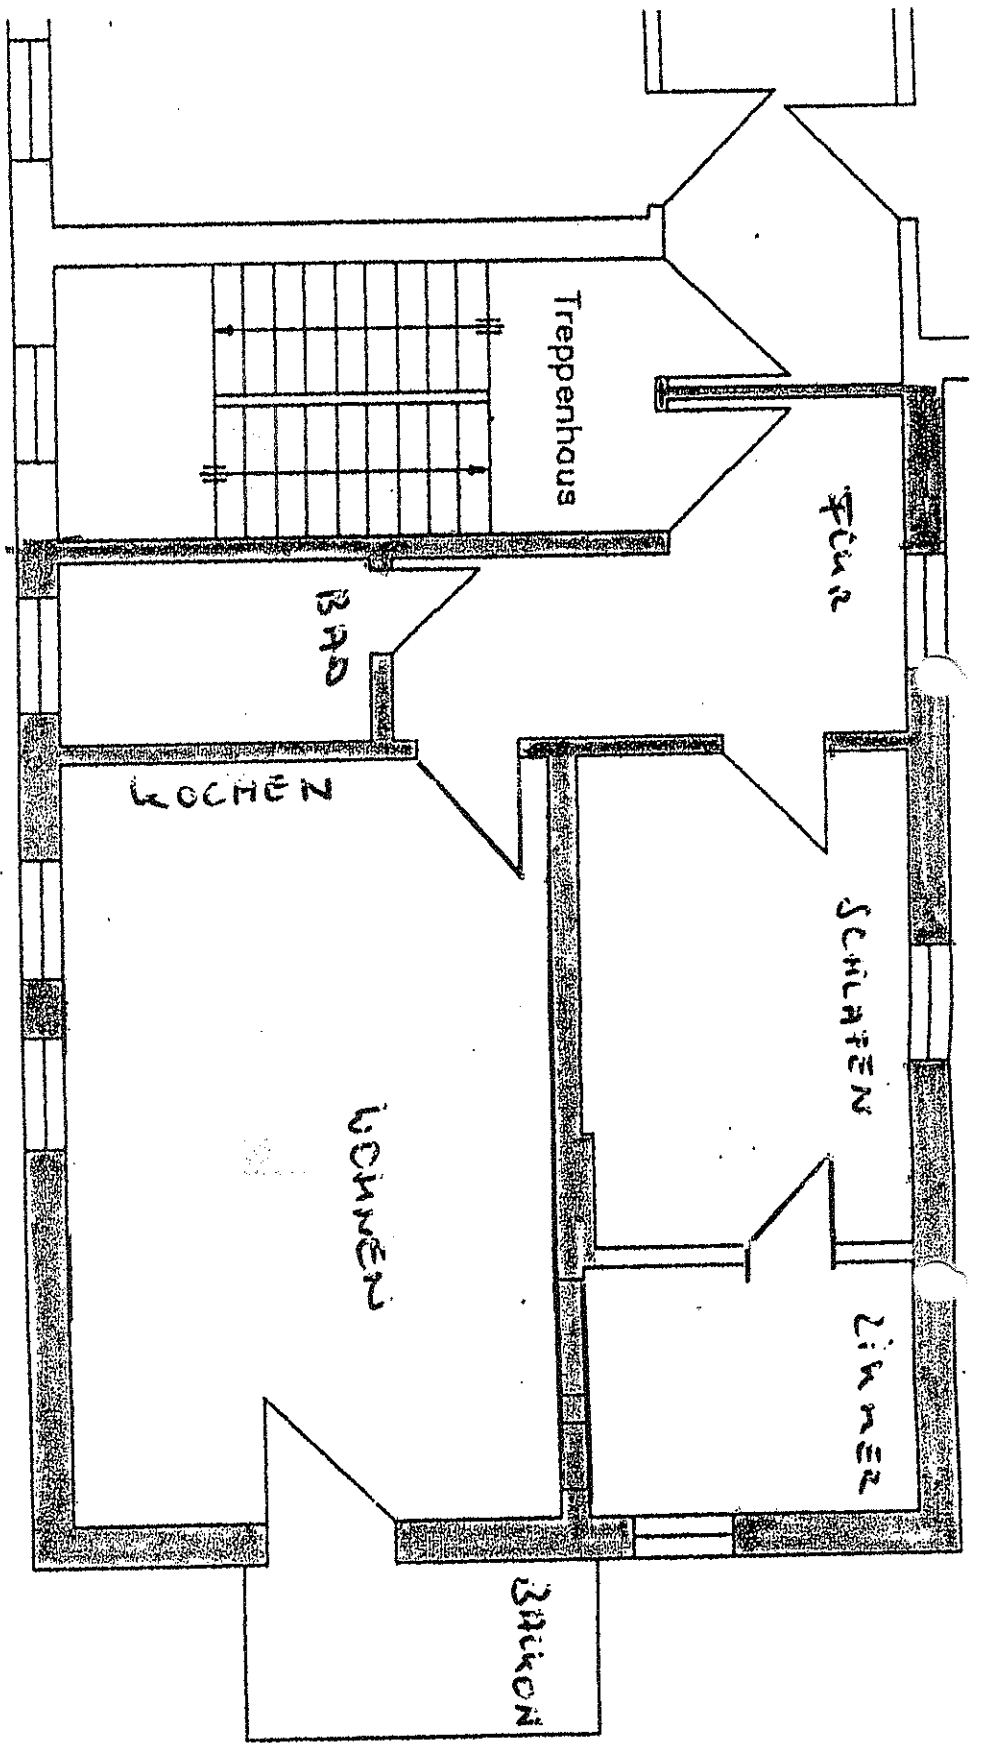 Treppenhaus
Flur
BAD
KOCHEN
SCHLAFEN
WOHNEN
ZimmER
BALKON